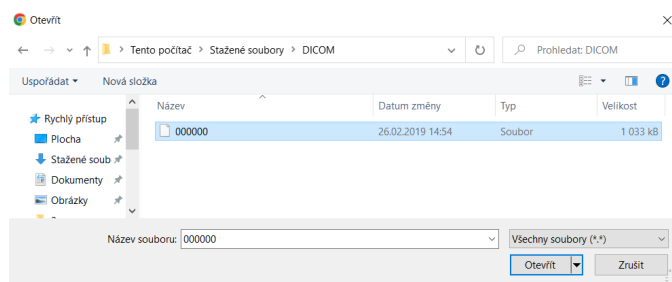 Otevřít
Tento počítač > Stažené soubory > DICOM
Prohledat: DICOM
Uspořádat
Nová složka
Název
Datum změny
Typ
Velikost
Rychlý přístup
Plocha
Stažené soub
Dokumenty
Obrázky
000000
26.02.2019 14:54
Soubor
1 033 kB
Název souboru:
000000
Všechny soubory (*.*)
Otevřít
Zrušit